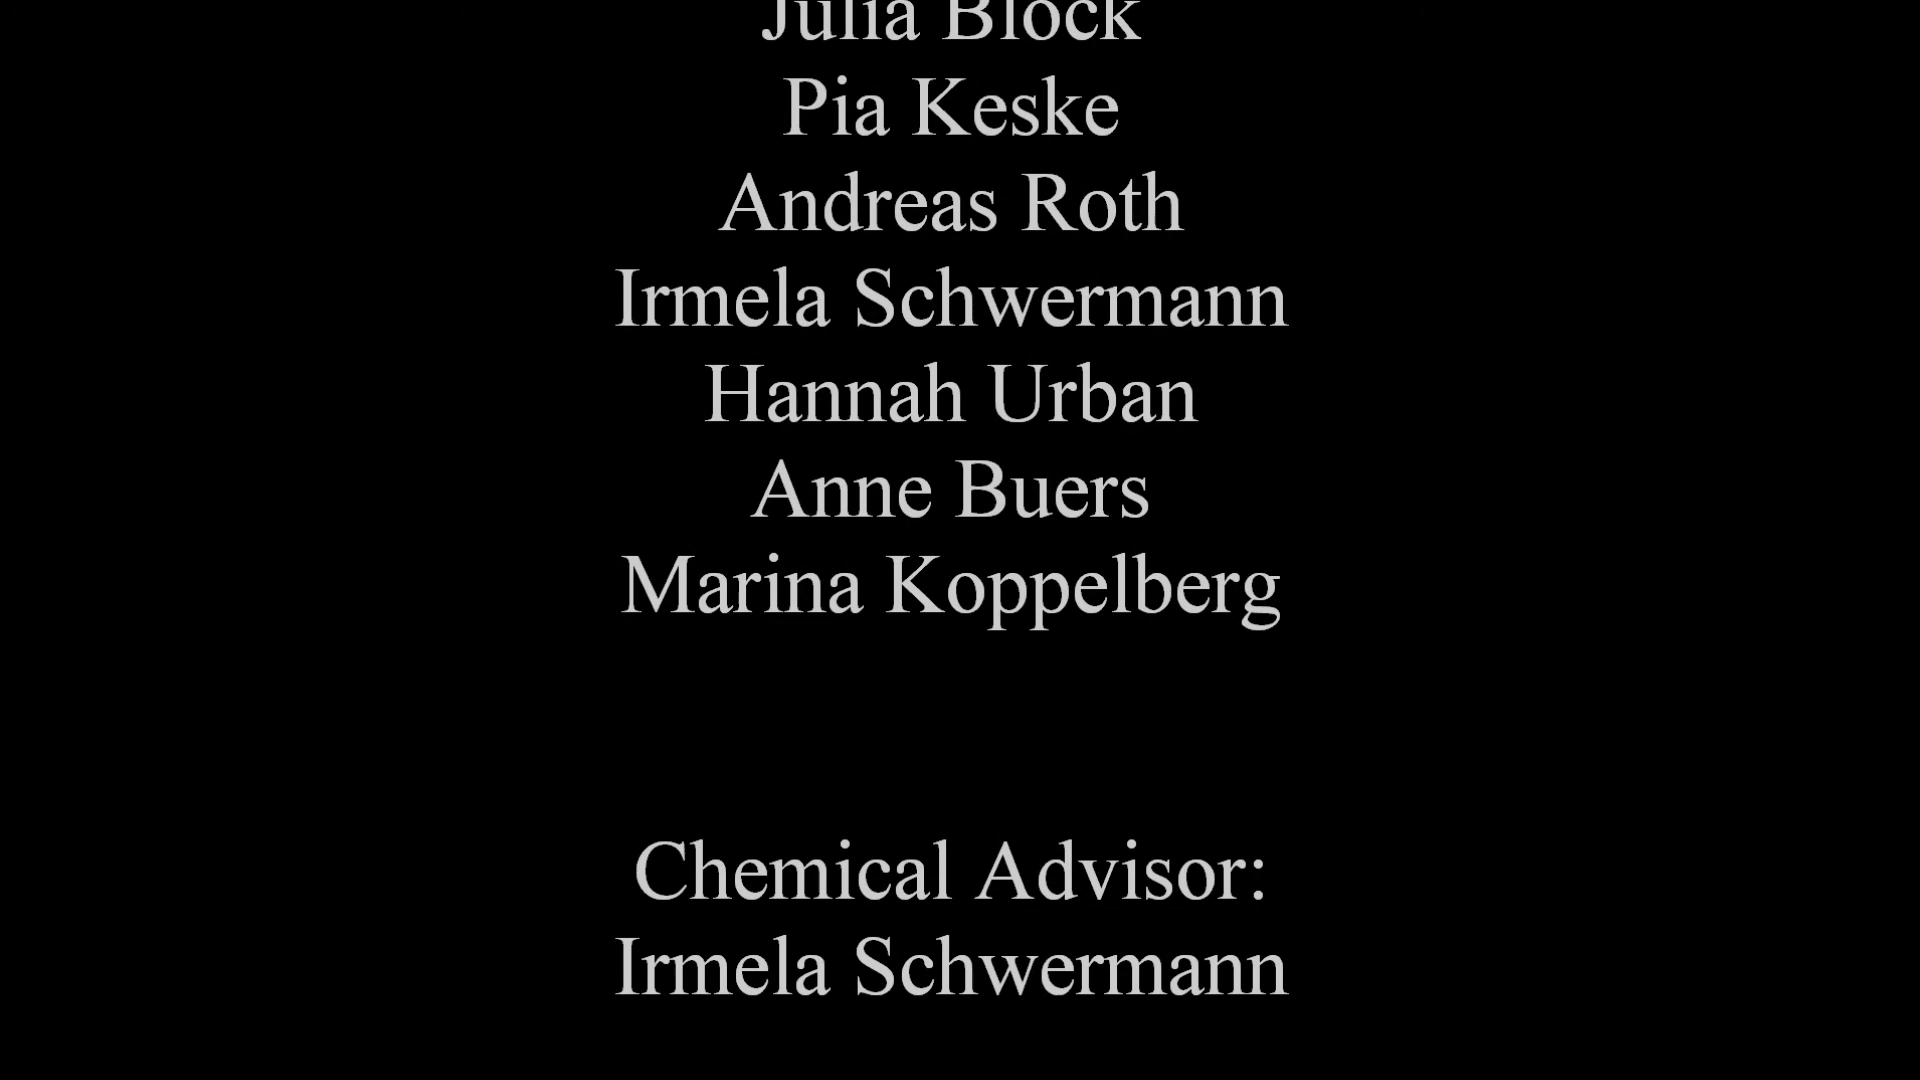 Julia Block
Pia Keske
Andreas Roth
Irmela Schwermann
Hannah Urban
Anne Buers
Marina Koppelberg
Chemical Advisor:
Irmela Schwermann